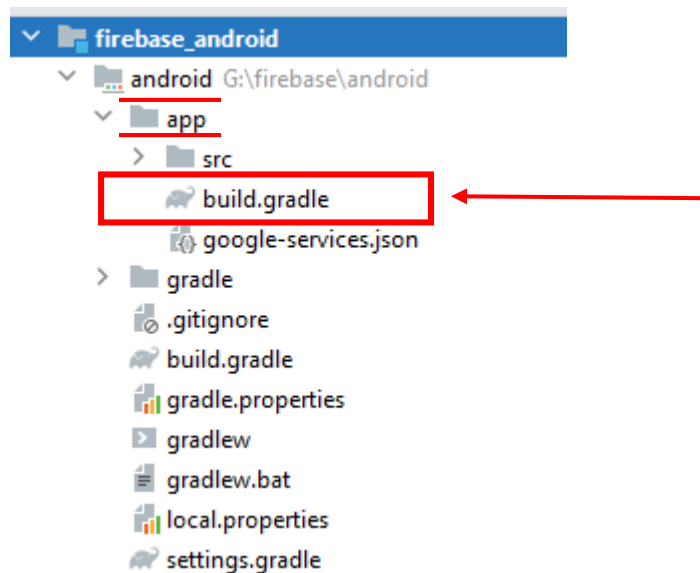 firebase_android
android G:\firebase\android
app
src
build.gradle
google-services.json
gradle
.gitignore
build.gradle
gradle.properties
gradlew
gradlew.bat
local.properties
settings.gradle